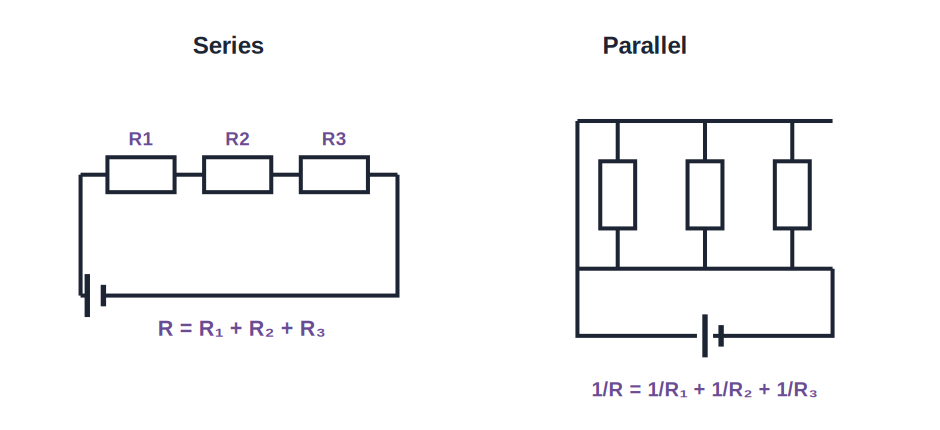 Series
Parallel
R1 R2 R3
R = R₁ + R₂ + R₃
1/R = 1/R₁ + 1/R₂ + 1/R₃